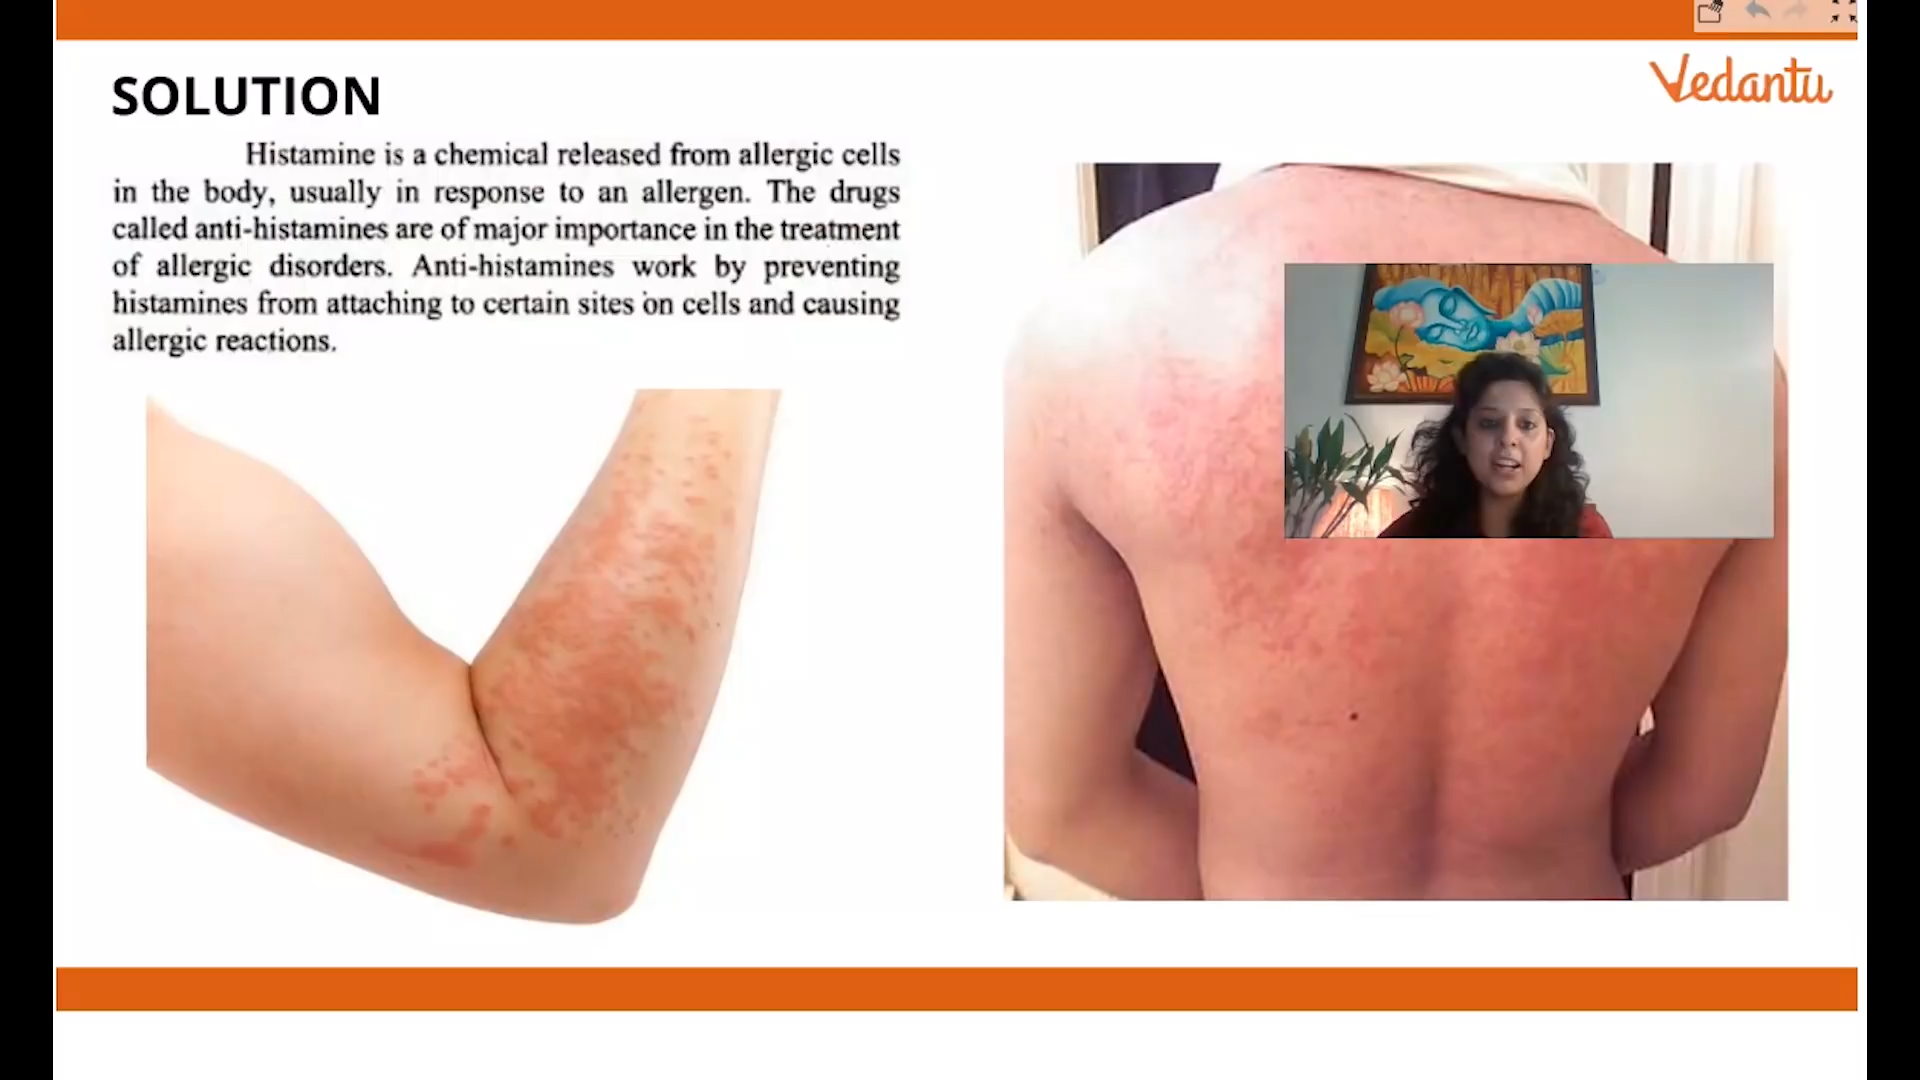 SOLUTION
Vedantu
Histamine is a chemical released from allergic cells
in the body, usually in response to an allergen. The drugs
called anti-histamines are of major importance in the treatment
of allergic disorders. Anti-histamines work by preventing
histamines from attaching to certain sites on cells and causing
allergic reactions.